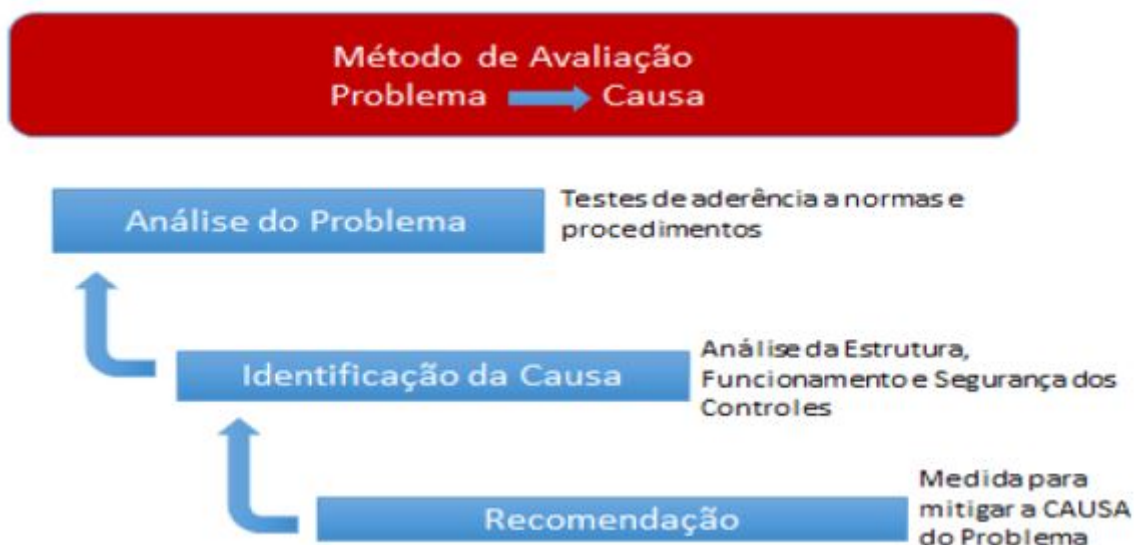 Método de Avaliação
Problema Causa
Análise do Problema
Testes de aderência a normas e
procedimentos
Identificação da Causa
Análise da Estrutura,
Funcionamento e Segurança dos
Controles
Recomendação
Medida para
mitigar a CAUSA
do Problema